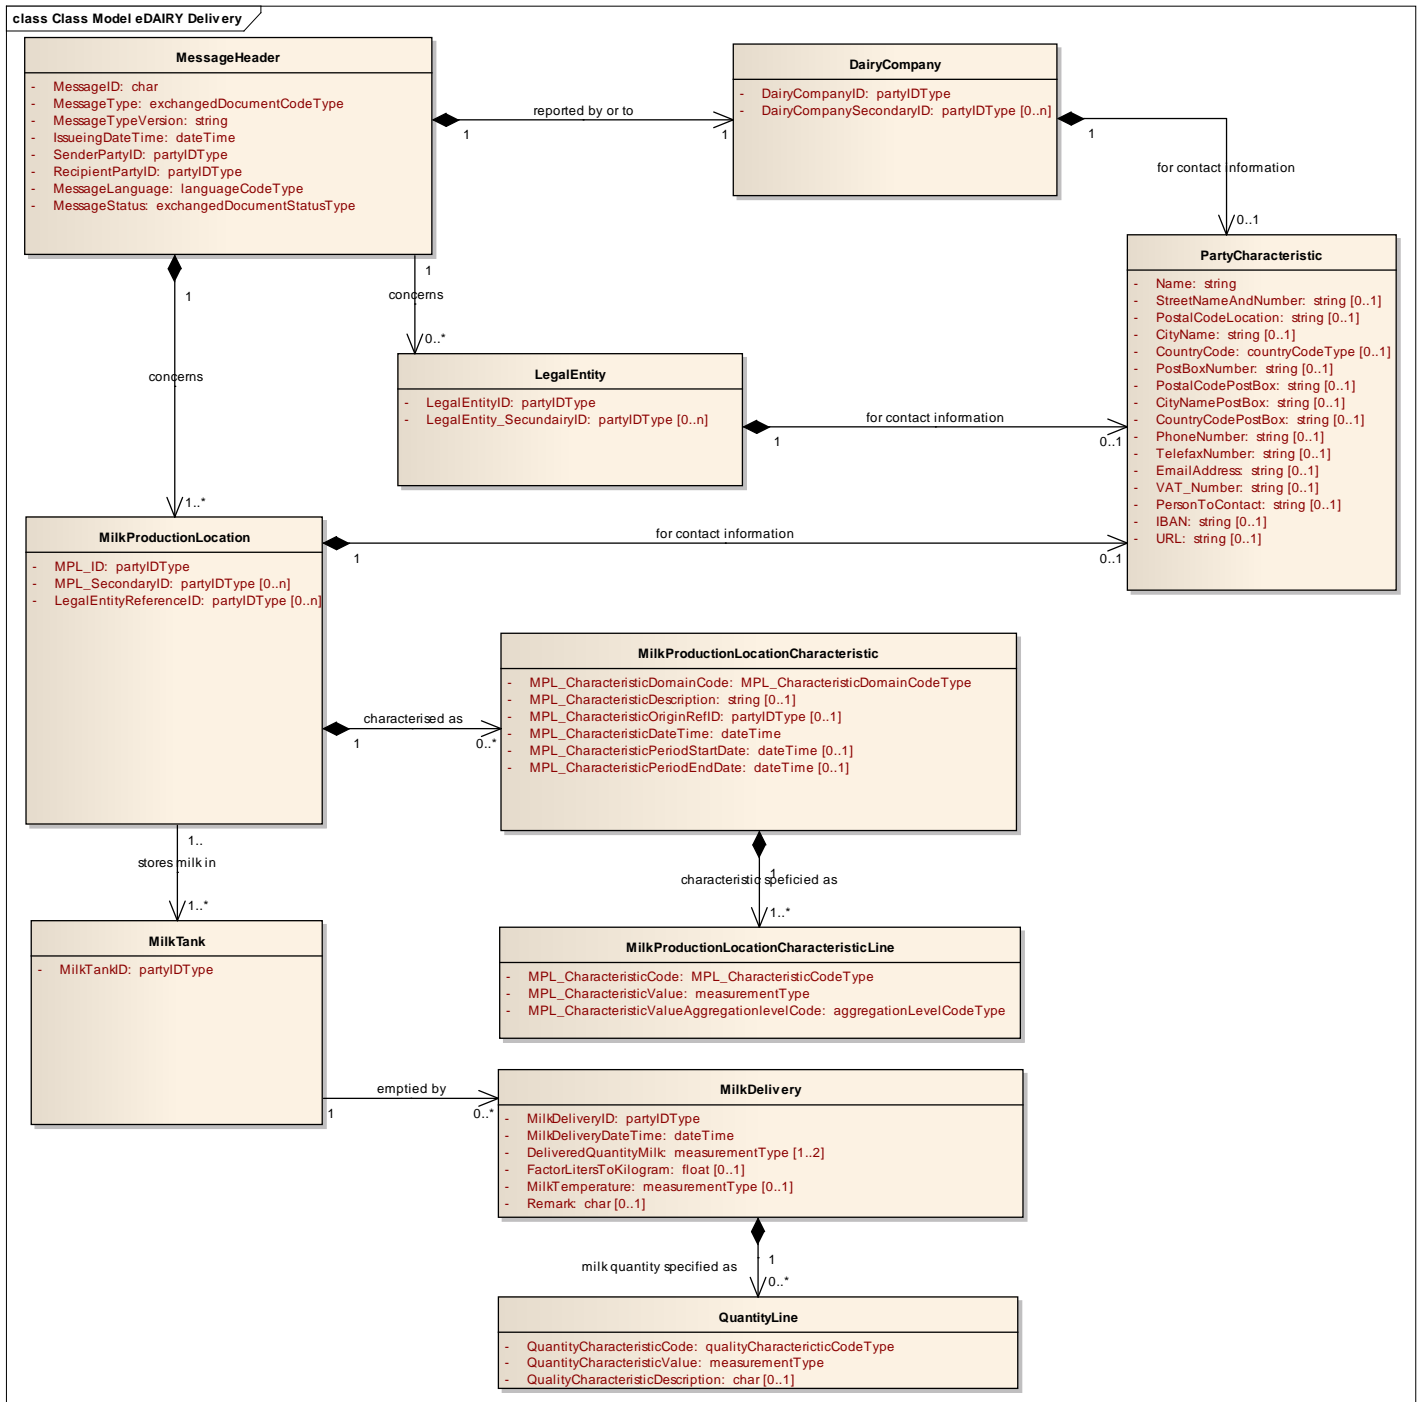 class Class Model eDAIRY Delivery
MessageHeader
- MessageID: char
- MessageType: exchangedDocumentCodeType
- MessageTypeVersion: string
- IssueingDateTime: dateTime
- SenderPartyID: partyIDType
- RecipientPartyID: partyIDType
- MessageLanguage: languageCodeType
- MessageStatus: exchangedDocumentStatusType
1
reported by or to
1
DairyCompany
- DairyCompanyID: partyIDType
- DairyCompanySecondaryID: partyIDType [0..n]
1
for contact information
0..1
PartyCharacteristic
- Name: string
- StreetNameAndNumber: string [0..1]
- PostalCodeLocation: string [0..1]
- CityName: string [0..1]
- CountryCode: countryCodeType [0..1]
- PostBoxNumber: string [0..1]
- PostalCodePostBox: string [0..1]
- CityNamePostBox: string [0..1]
- CountryCodePostBox: string [0..1]
- PhoneNumber: string [0..1]
- TelefaxNumber: string [0..1]
- EmailAddress: string [0..1]
- VAT_Number: string [0..1]
- PersonToContact: string [0..1]
- IBAN: string [0..1]
- URL: string [0..1]
1
concerns
0..*
LegalEntity
- LegalEntityID: partyIDType
- LegalEntity_SecundairyID: partyIDType [0..n]
1
for contact information
0..1
1
concerns
1..*
MilkProductionLocation
- MPL_ID: partyIDType
- MPL_SecondaryID: partyIDType [0..n]
- LegalEntityReferenceID: partyIDType [0..n]
1
for contact information
0..1
1
characterised as
0..*
MilkProductionLocationCharacteristic
- MPL_CharacteristicDomainCode: MPL_CharacteristicDomainCodeType
- MPL_CharacteristicDescription: string [0..1]
- MPL_CharacteristicOriginRefID: partyIDType [0..1]
- MPL_CharacteristicDateTime: dateTime
- MPL_CharacteristicPeriodStartDate: dateTime [0..1]
- MPL_CharacteristicPeriodEndDate: dateTime [0..1]
1
characteristic speficied as
1..*
MilkProductionLocationCharacteristicLine
- MPL_CharacteristicCode: MPL_CharacteristicCodeType
- MPL_CharacteristicValue: measurementType
- MPL_CharacteristicValueAggregationlevelCode: aggregationLevelCodeType
1..
stores milk in
1..*
MilkTank
- MilkTankID: partyIDType
1
emptied by
0..*
MilkDelivery
- MilkDeliveryID: partyIDType
- MilkDeliveryDateTime: dateTime
- DeliveredQuantityMilk: measurementType [1..2]
- FactorLitersToKilogram: float [0..1]
- MilkTemperature: measurementType [0..1]
- Remark: char [0..1]
1
milk quantity specified as
0..*
QuantityLine
- QuantityCharacteristicCode: qualityCharactericticCodeType
- QuantityCharacteristicValue: measurementType
- QualityCharacteristicDescription: char [0..1]